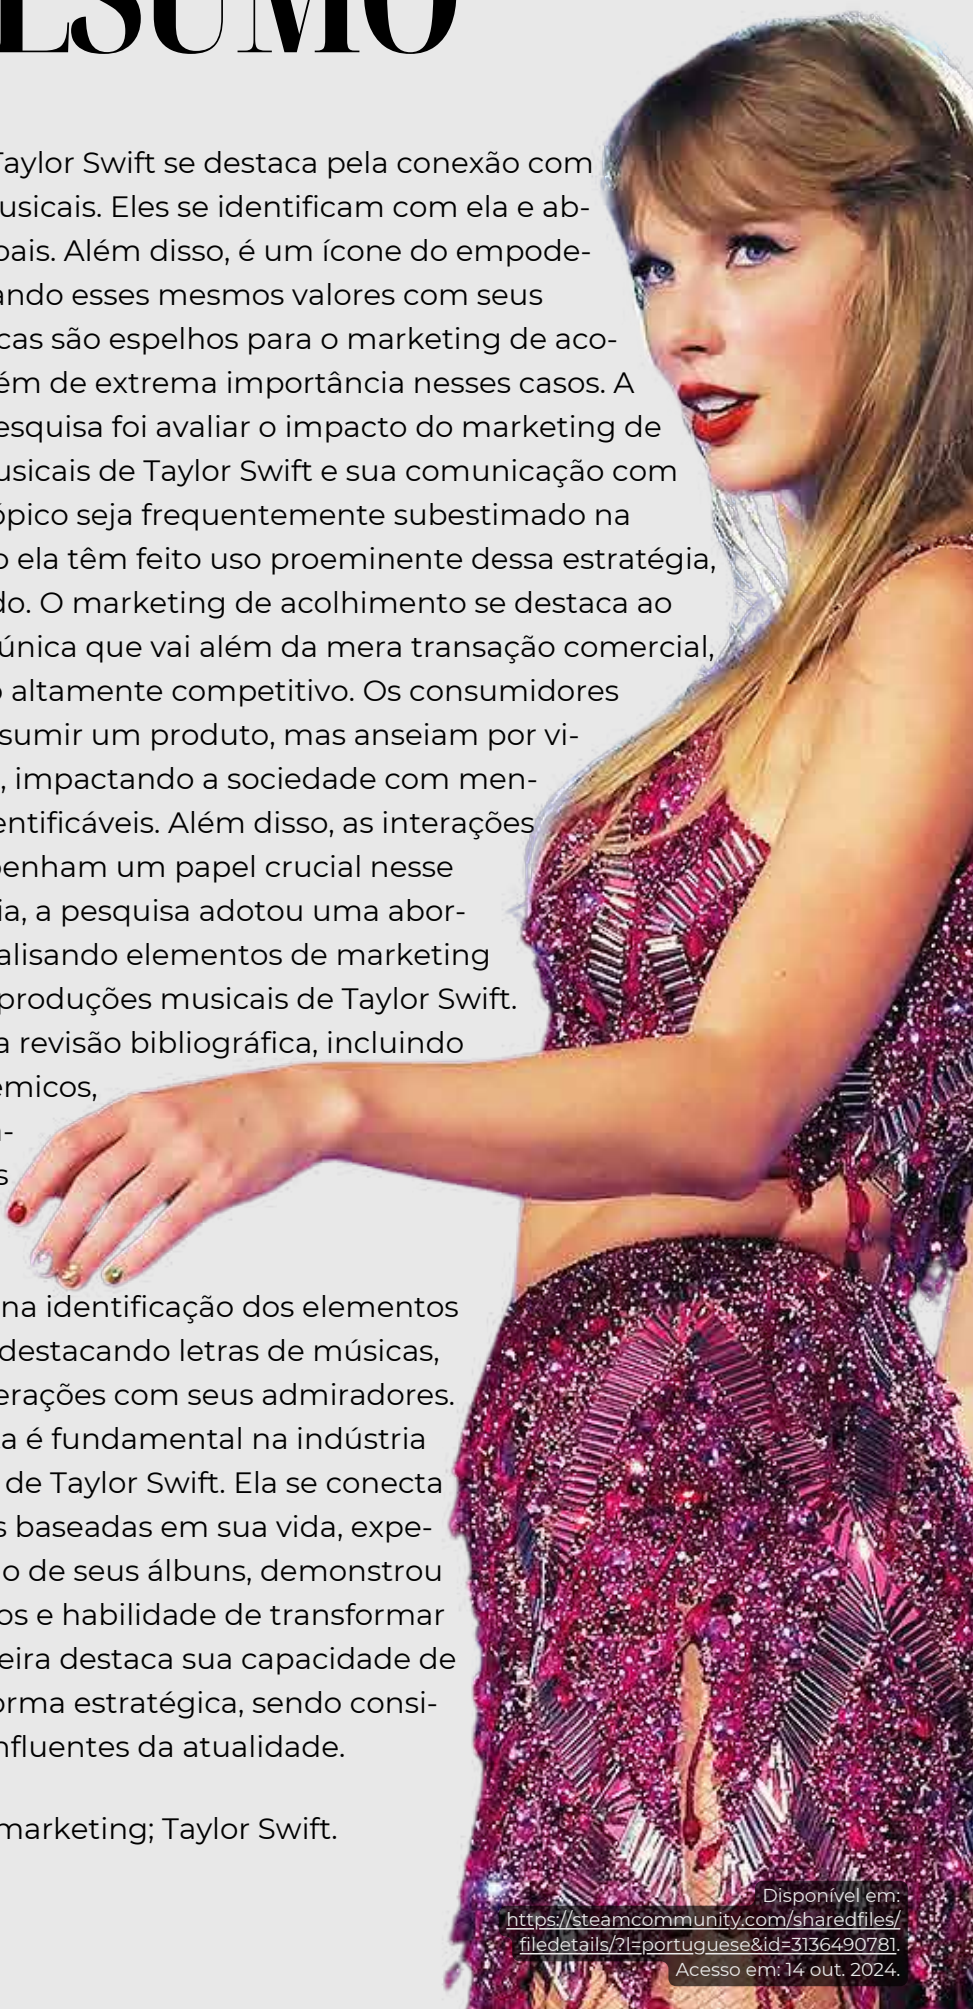 ESUMO
Taylor Swift se destaca pela conexão com
usicais. Eles se identificam com ela e ab-
pais. Além disso, é um ícone do empode-
ando esses mesmos valores com seus
cas são espelhos para o marketing de aco-
ém de extrema importância nesses casos. A
esquisa foi avaliar o impacto do marketing de
usicais de Taylor Swift e sua comunicação com
ópico seja frequentemente subestimado na
o ela têm feito uso proeminente dessa estratégia,
do. O marketing de acolhimento se destaca ao
única que vai além da mera transação comercial,
o altamente competitivo. Os consumidores
sumir um produto, mas anseiam por vi-
, impactando a sociedade com men-
entificáveis. Além disso, as interações
penham um papel crucial nesse
ia, a pesquisa adotou uma abor-
alisando elementos de marketing
produções musicais de Taylor Swift.
a revisão bibliográfica, incluindo
êmicos,
-
s
na identificação dos elementos
destacando letras de músicas,
erações com seus admiradores.
a é fundamental na indústria
de Taylor Swift. Ela se conecta
s baseadas em sua vida, expe-
o de seus álbuns, demonstrou
os e habilidade de transformar
eira destaca sua capacidade de
orma estratégica, sendo consi-
nfluentes da atualidade.
marketing; Taylor Swift.
Disponível em:
https://steamcommunity.com/sharedfiles/
filedetails/?l=portuguese&id=3136490781.
Acesso em: 14 out. 2024.